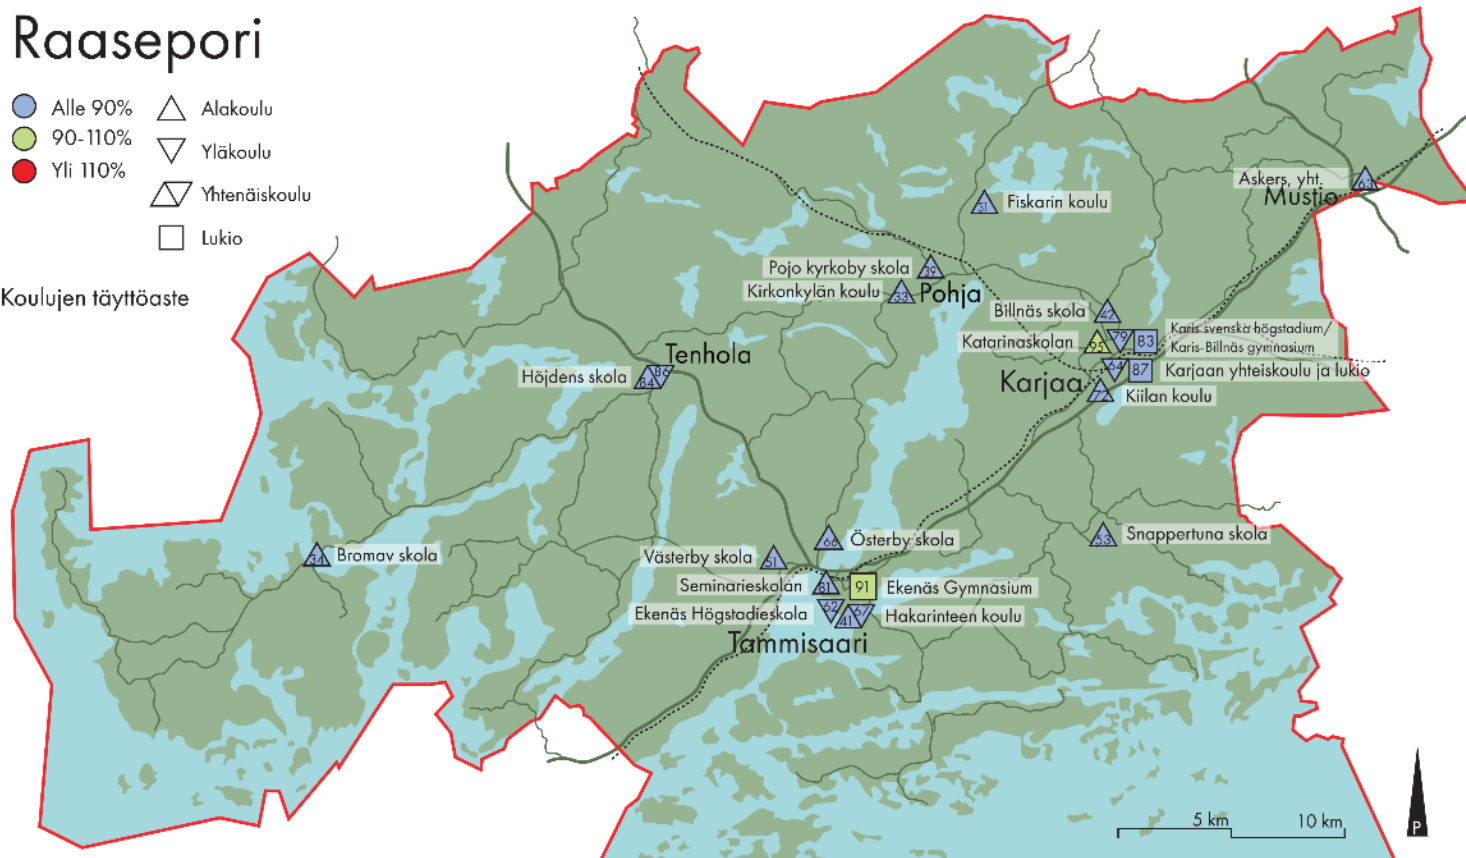 Raasepori
Alle 90%
90-110%
Yli 110%
Alakoulu
Yläkoulu
Yhtenäiskoulu
Lukio
Koulujen täyttöaste
Askers, yht.
63
Mustio
31
Fiskarin koulu
Pojo kyrkoby skola
39
Kirkonkylän koulu
33
Pohja
Billnäs skola
42
Katarinaskolan
95
79
83
Karis svenska högstadium/
Karis-Billnäs gymnasium
64
87
Karjaan yhteiskoulu ja lukio
Karjaa
72
Kiilan koulu
Tenhola
Höjdens skola
84
86
34
Bromav skola
66
Österby skola
53
Snappertuna skola
Västerby skola
51
Seminarieskolan
81
91
Ekenäs Gymnasium
Ekenäs Högstadieskola
62
41
67
Hakarinteen koulu
Tammisaari
5 km
10 km
P